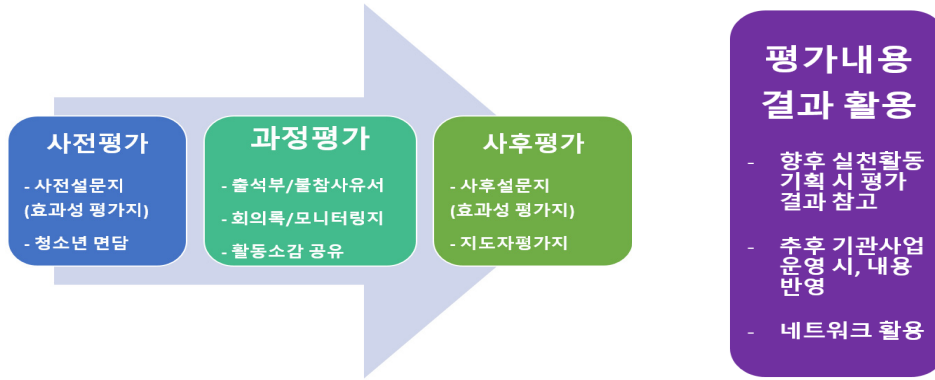 사전평가
- 사전설문지
(효과성 평가지)
- 청소년 면담
과정평가
- 출석부/불참사유서
- 회의록/모니터링지
- 활동소감 공유
사후평가
- 사후설문지
(효과성 평가지)
- 지도자평가지
평가내용
결과 활용
- 향후 실천활동
기획 시 평가
결과 참고
- 추후 기관사업
운영 시, 내용
반영
- 네트워크 활용